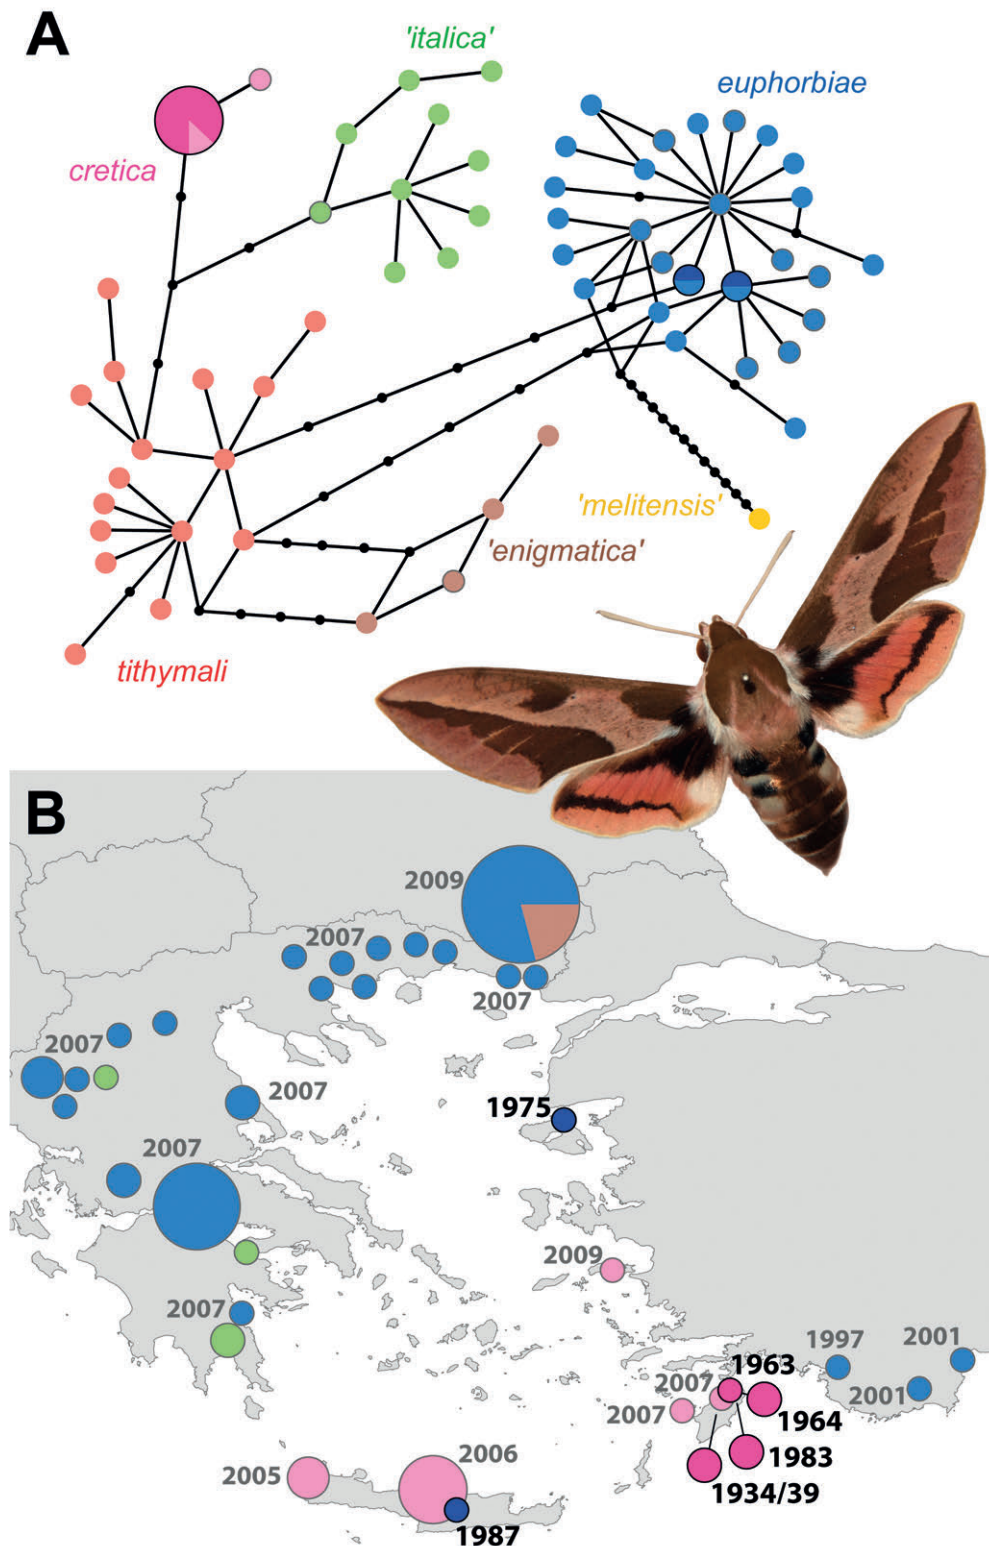 A
'italica'
euphorbiae
cretica
'melitensis'
'enigmatica'
tithymali
B
2009
2007
2007
2007
2007
1975
2007
2009
2007
1997
2001
2007
1963
2001
2007
1964
2006
1983
2005
1934/39
1987